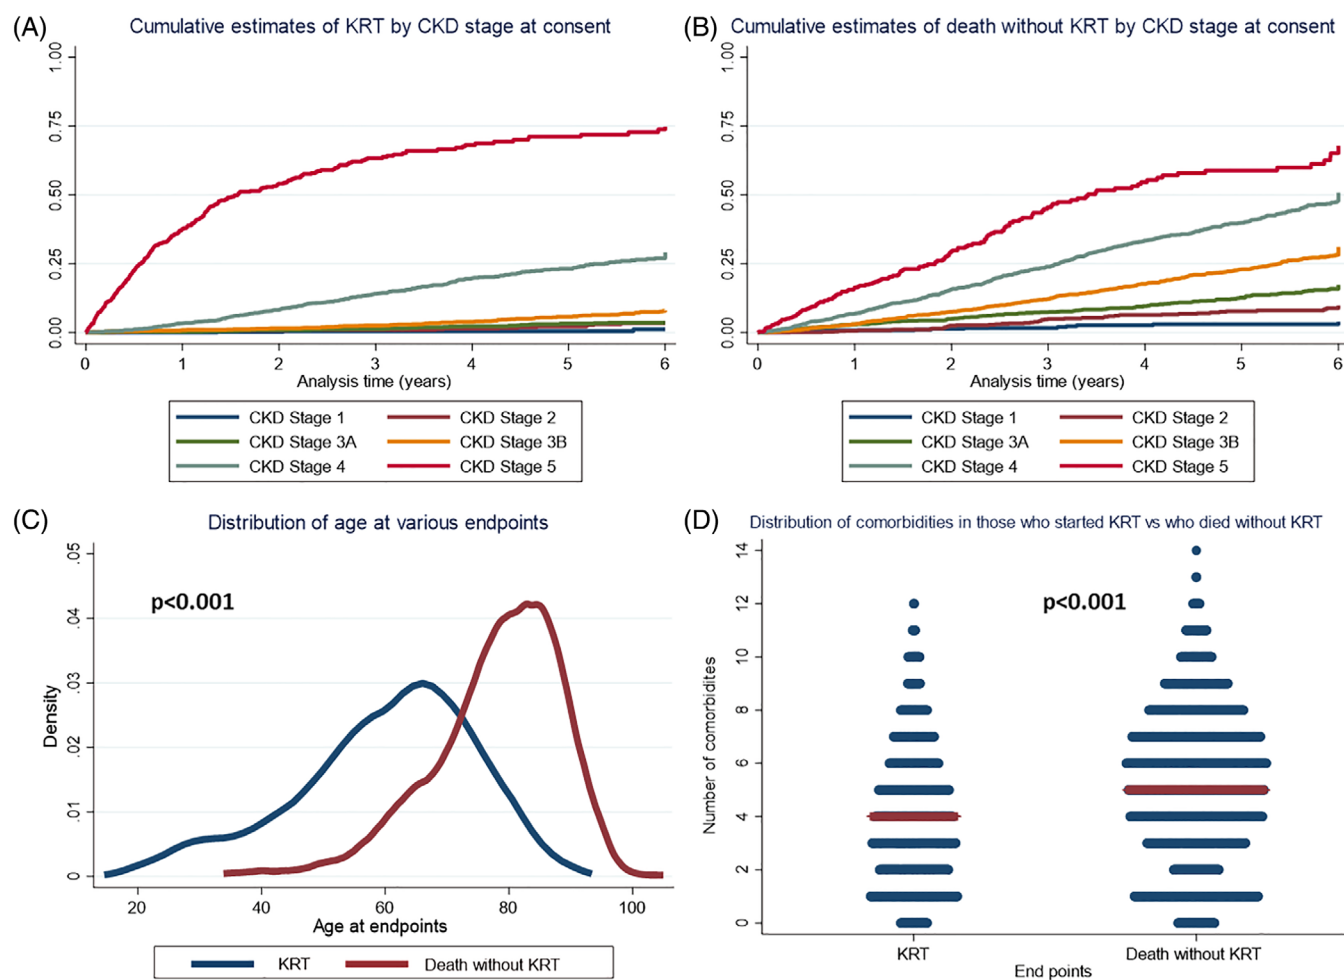 (A)
Cumulative estimates of KRT by CKD stage at consent
1.00
0.75
0.50
0.25
0.00
0 1 2 3 4 5 6
Analysis time (years)
CKD Stage 1 CKD Stage 2
CKD Stage 3A CKD Stage 3B
CKD Stage 4 CKD Stage 5
(B)
Cumulative estimates of death without KRT by CKD stage at consent
1.00
0.75
0.50
0.25
0.00
0 1 2 3 4 5 6
Analysis time (years)
CKD Stage 1 CKD Stage 2
CKD Stage 3A CKD Stage 3B
CKD Stage 4 CKD Stage 5
(C)
Distribution of age at various endpoints
p<0.001
Density
.05
.04
.03
.02
.01
0
20 40 60 80 100
Age at endpoints
KRT Death without KRT
(D)
Distribution of comorbidities in those who started KRT vs who died without KRT
p<0.001
Number of comorbidites
14
12
10
8
6
4
2
0
KRT Death without KRT
End points